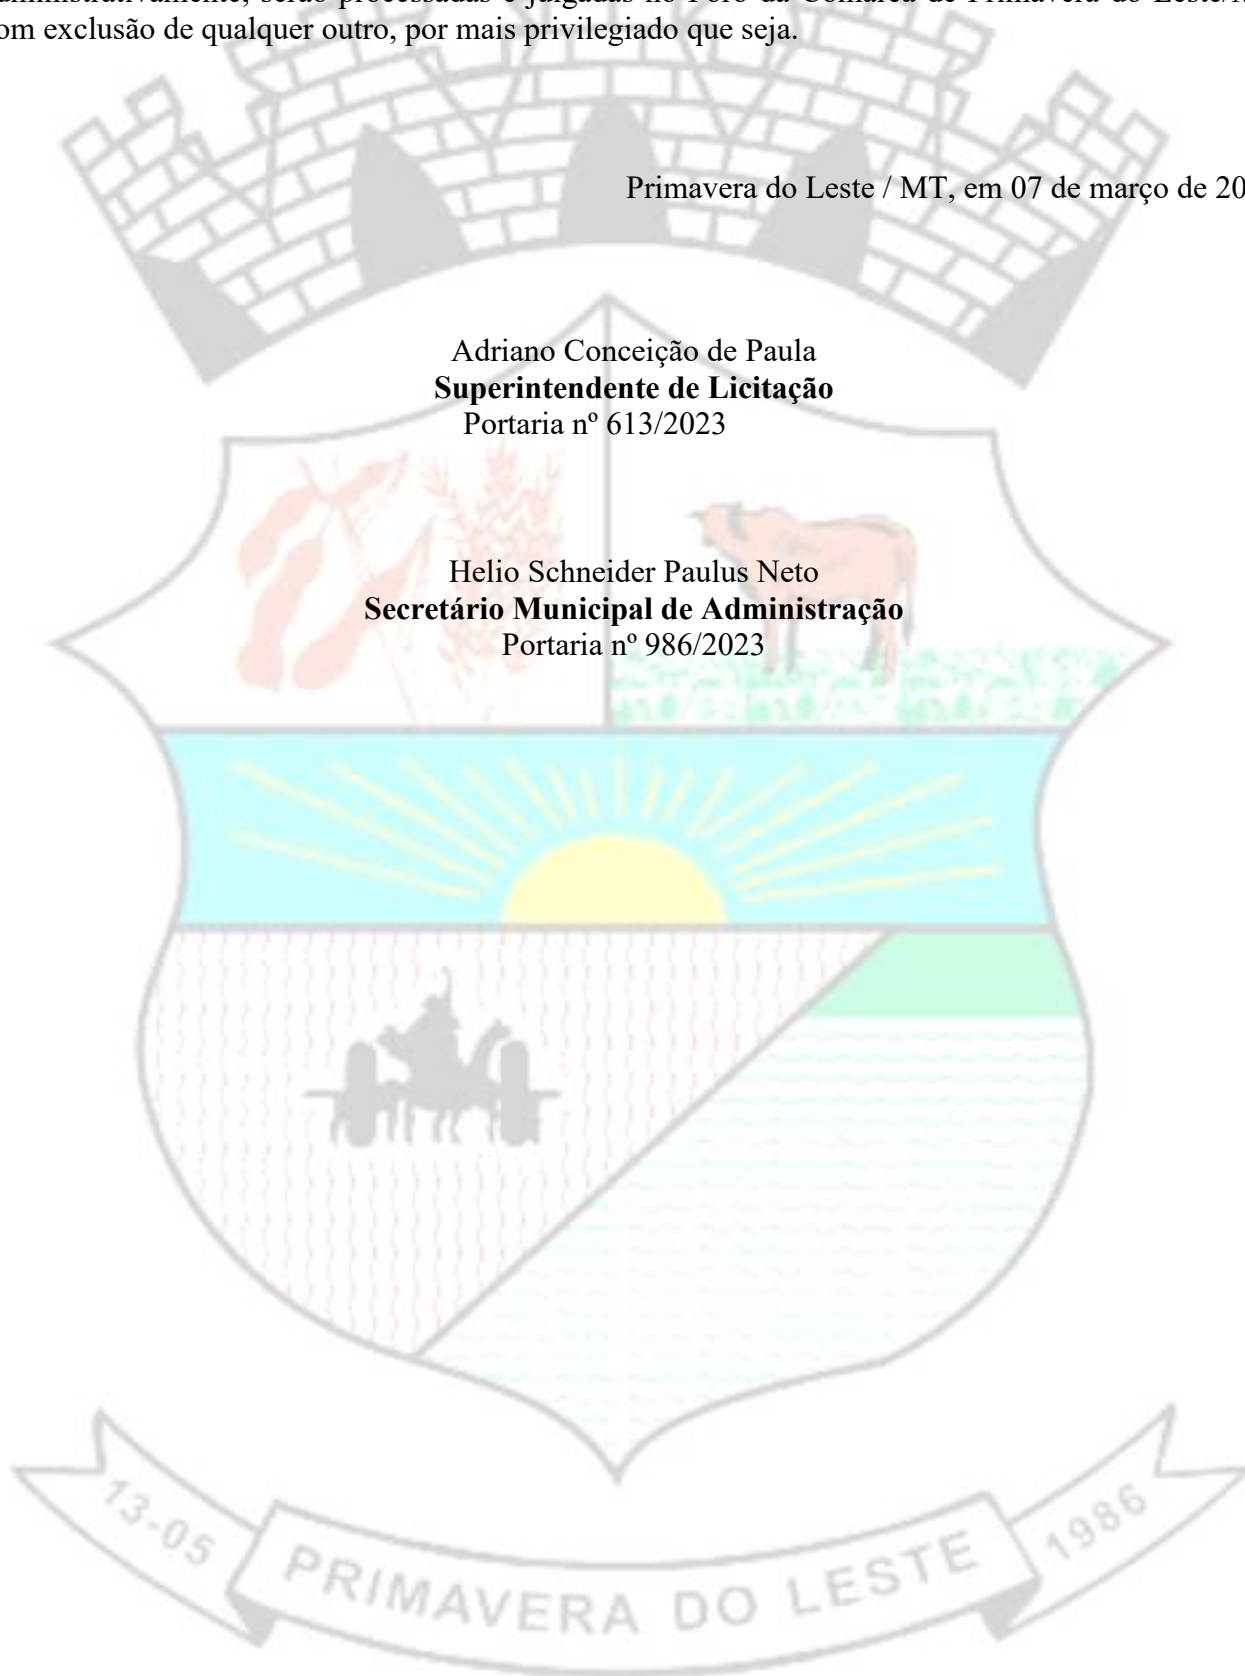 dministrativamente, serão processadas e julgadas no Foro da Comarca de Primavera do Leste/
om exclusão de qualquer outro, por mais privilegiado que seja.
Primavera do Leste / MT, em 07 de março de 20
Adriano Conceição de Paula
Superintendente de Licitação
Portaria nº 613/2023
Helio Schneider Paulus Neto
Secretário Municipal de Administração
Portaria nº 986/2023
13-05
PRIMAVERA DO LESTE
1986